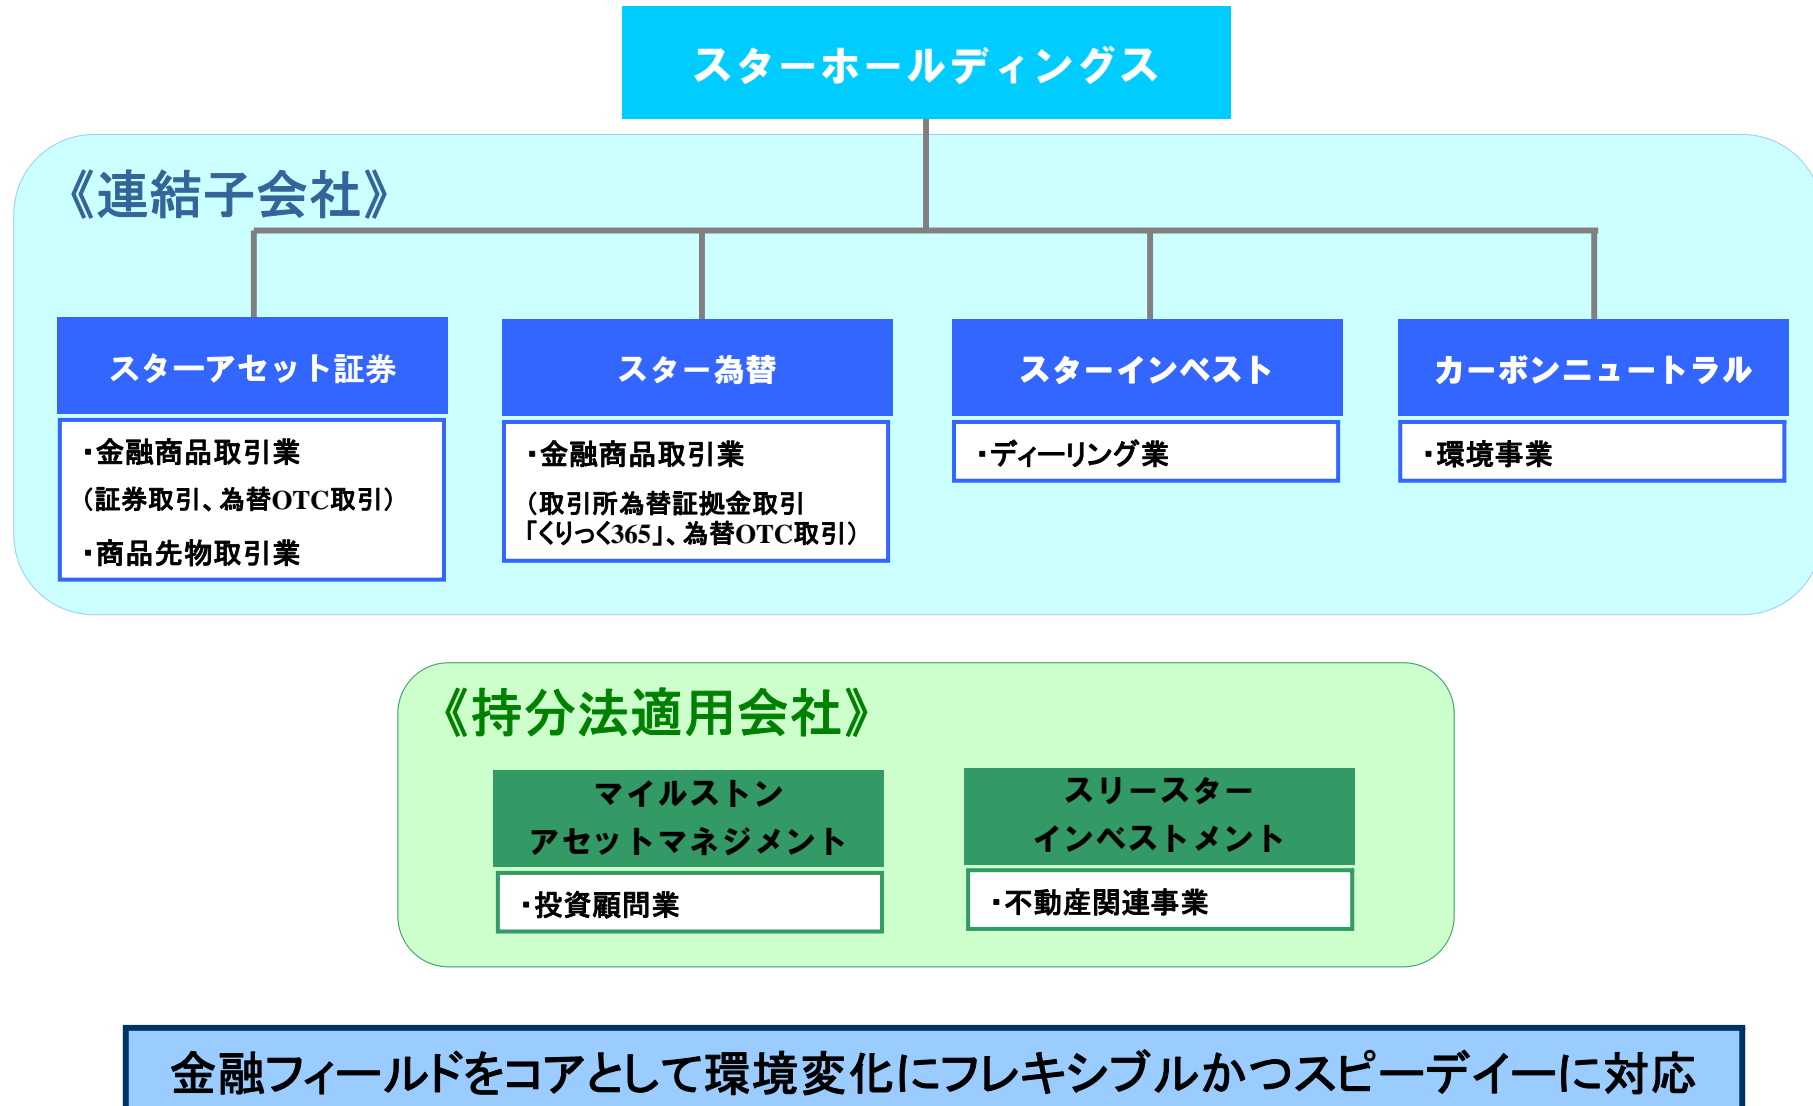 スターホールディングス
《連結子会社》
スターアセット証券
・金融商品取引業
（証券取引、為替OTC取引）
・商品先物取引業
スター為替
・金融商品取引業
（取引所為替証拠金取引
「くりっく365」、為替OTC取引）
スターインベスト
・ディーリング業
カーボンニュートラル
・環境事業
《持分法適用会社》
マイルストン
アセットマネジメント
・投資顧問業
スリースター
インベストメント
・不動産関連事業
金融フィールドをコアとして環境変化にフレキシブルかつスピーデイーに対応